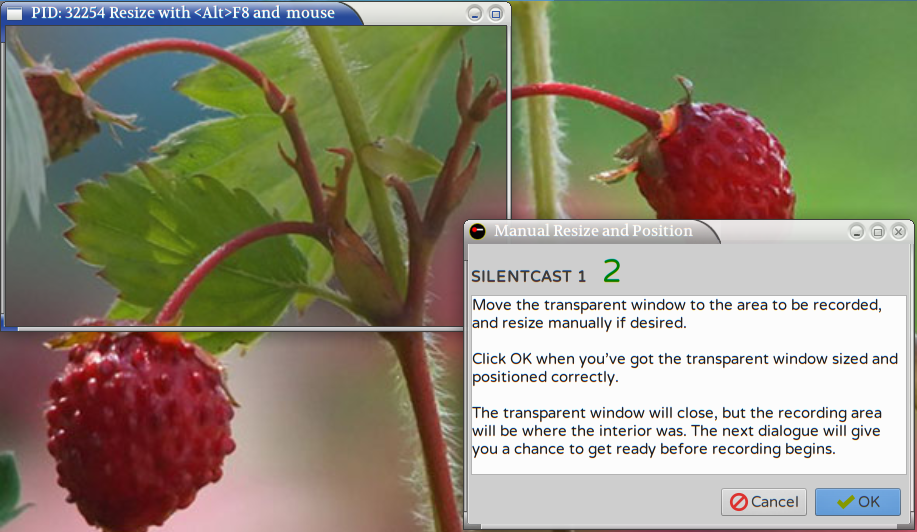 PID: 32254 Resize with <Alt>F8 and mouse
Manual Resize and Position
SILENTCAST 1 2
Move the transparent window to the area to be recorded,
and resize manually if desired.
Click OK when you've got the transparent window sized and
positioned correctly.
The transparent window will close, but the recording area
will be where the interior was. The next dialogue will give
you a chance to get ready before recording begins.
Cancel OK